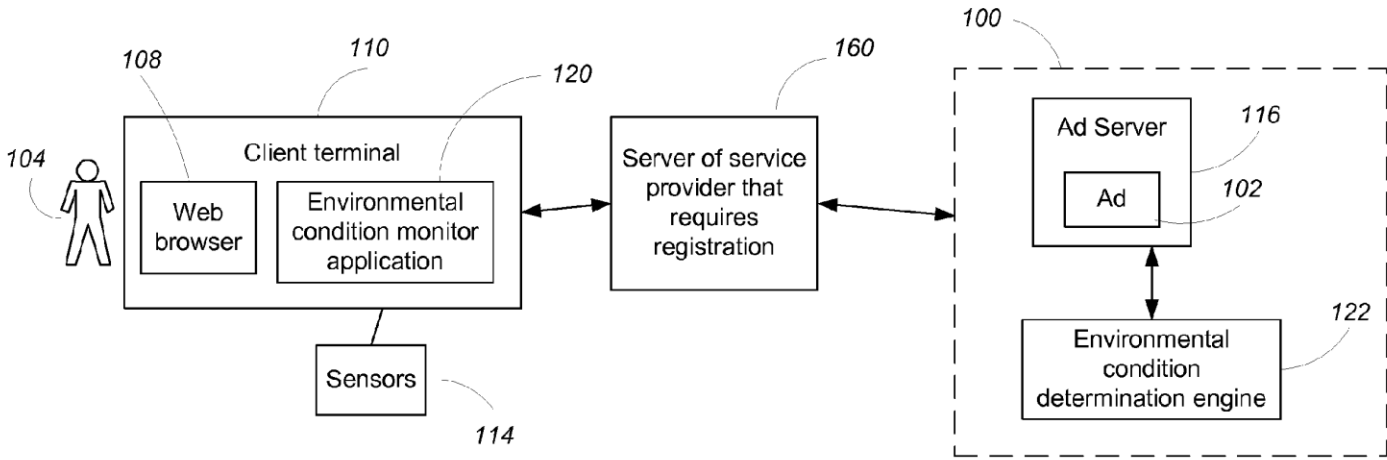 100
108
110
120
160
104
Client terminal
Web
browser
Environmental
condition monitor
application
Server of service
provider that
requires
registration
Ad Server
116
Ad
102
Sensors
114
Environmental
condition
determination engine
122